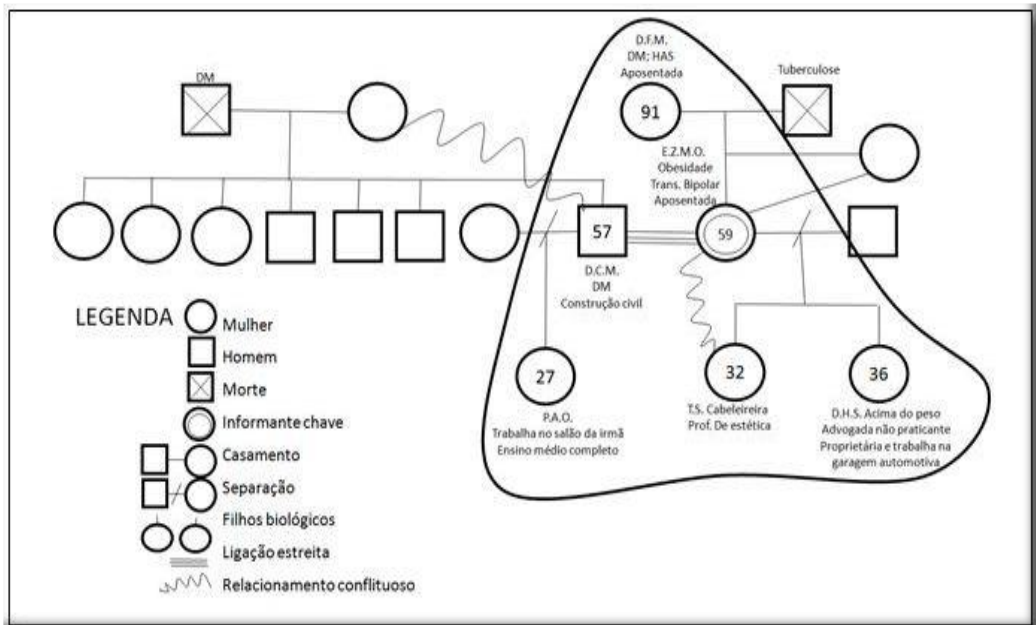 D.F.M.
DM; HAS
Aposentada
DM
Tuberculose
91
E.Z.M.O.
Obesidade
Trans. Bipolar
Aposentada
57
59
D.C.M.
DM
Construção civil
27
32
36
P.A.O.
Trabalha no salão da irmã
Ensino médio completo
T.S. Cabeleireira
Prof. De estética
D.H.S. Acima do peso
Advogada não praticante
Proprietária e trabalha na
garagem automotiva
LEGENDA
Mulher
Homem
Morte
Informante chave
Casamento
Separação
Filhos biológicos
Ligação estreita
Relacionamento conflituoso